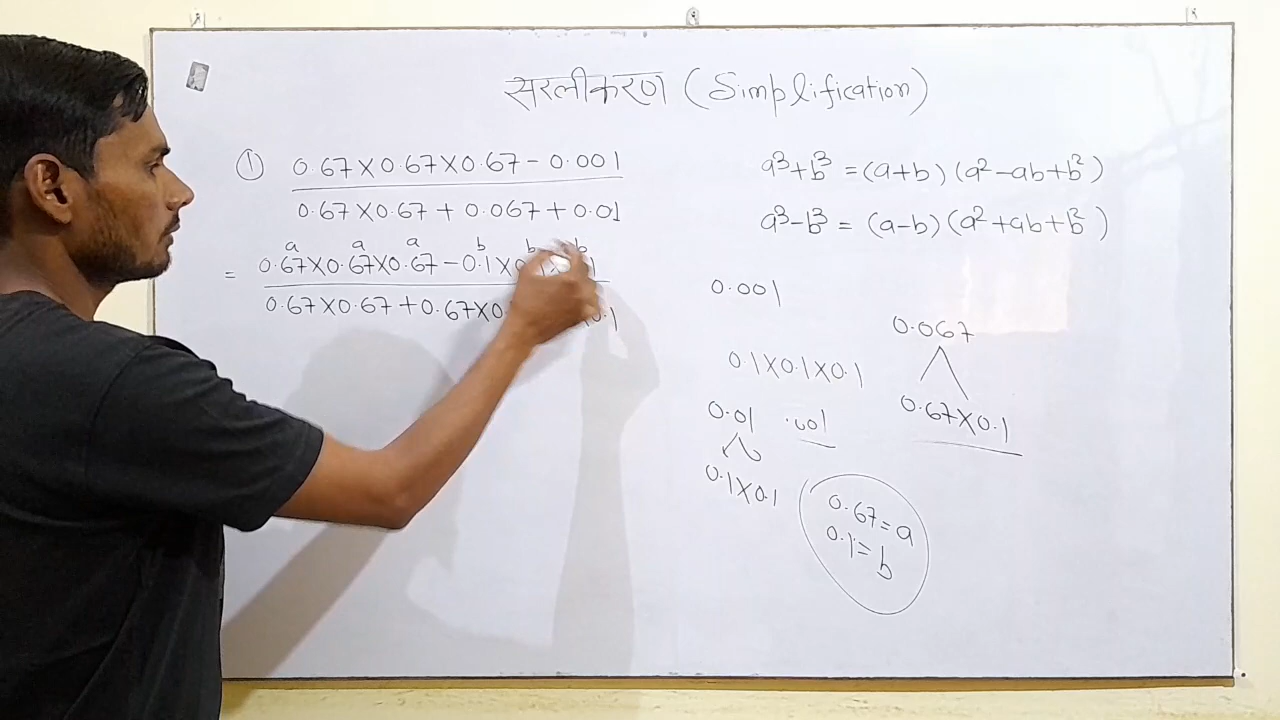 सरलीकरण (Simplification)
① 0.67×0.67×0.67-0.001
0.67×0.67+0.067+0.01
a a a b b b
= 0.67×0.67×0.67-0.1×
0.67×0.67+0.67×0.
a³+b³=(a+b)(a²-ab+b²)
a³-b³=(a-b)(a²+ab+b²)
0.001
0.1×0.1×0.1
0.01 .001
0.1×0.1
0.067
0.67×0.1
0.67=a
0.1=b